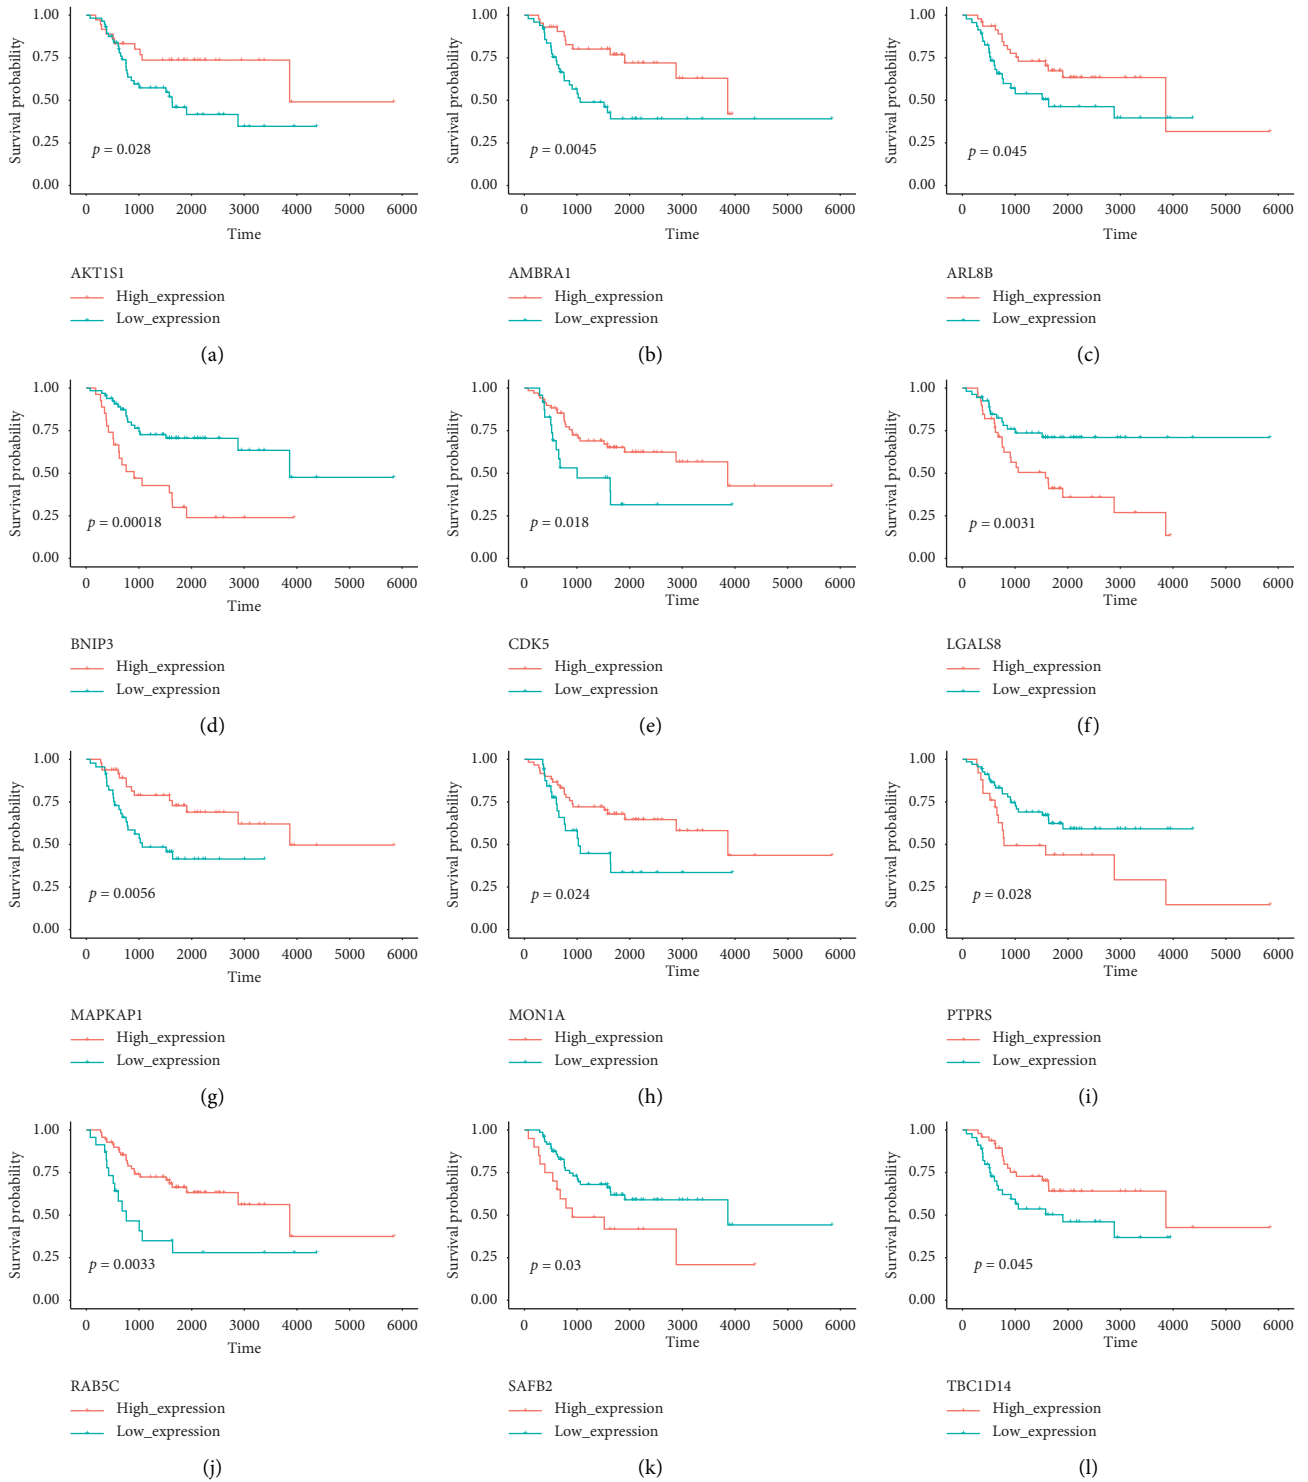 1.00
0.75
0.50
0.25
0.00
Survival probability
p = 0.028
0 1000 2000 3000 4000 5000 6000
Time
AKT1S1
High_expression
Low_expression
(a)
1.00
0.75
0.50
0.25
0.00
Survival probability
p = 0.0045
0 1000 2000 3000 4000 5000 6000
Time
AMBRA1
High_expression
Low_expression
(b)
1.00
0.75
0.50
0.25
0.00
Survival probability
p = 0.045
0 1000 2000 3000 4000 5000 6000
Time
ARL8B
High_expression
Low_expression
(c)
1.00
0.75
0.50
0.25
0.00
Survival probability
p = 0.00018
0 1000 2000 3000 4000 5000 6000
Time
BNIP3
High_expression
Low_expression
(d)
1.00
0.75
0.50
0.25
0.00
Survival probability
p = 0.018
0 1000 2000 3000 4000 5000 6000
Time
CDK5
High_expression
Low_expression
(e)
1.00
0.75
0.50
0.25
0.00
Survival probability
p = 0.0031
0 1000 2000 3000 4000 5000 6000
Time
LGALS8
High_expression
Low_expression
(f)
1.00
0.75
0.50
0.25
0.00
Survival probability
p = 0.0056
0 1000 2000 3000 4000 5000 6000
Time
MAPKAP1
High_expression
Low_expression
(g)
1.00
0.75
0.50
0.25
0.00
Survival probability
p = 0.024
0 1000 2000 3000 4000 5000 6000
Time
MON1A
High_expression
Low_expression
(h)
1.00
0.75
0.50
0.25
0.00
Survival probability
p = 0.028
0 1000 2000 3000 4000 5000 6000
Time
PTPRS
High_expression
Low_expression
(i)
1.00
0.75
0.50
0.25
0.00
Survival probability
p = 0.0033
0 1000 2000 3000 4000 5000 6000
Time
RAB5C
High_expression
Low_expression
(j)
1.00
0.75
0.50
0.25
0.00
Survival probability
p = 0.03
0 1000 2000 3000 4000 5000 6000
Time
SAFB2
High_expression
Low_expression
(k)
1.00
0.75
0.50
0.25
0.00
Survival probability
p = 0.045
0 1000 2000 3000 4000 5000 6000
Time
TBC1D14
High_expression
Low_expression
(l)